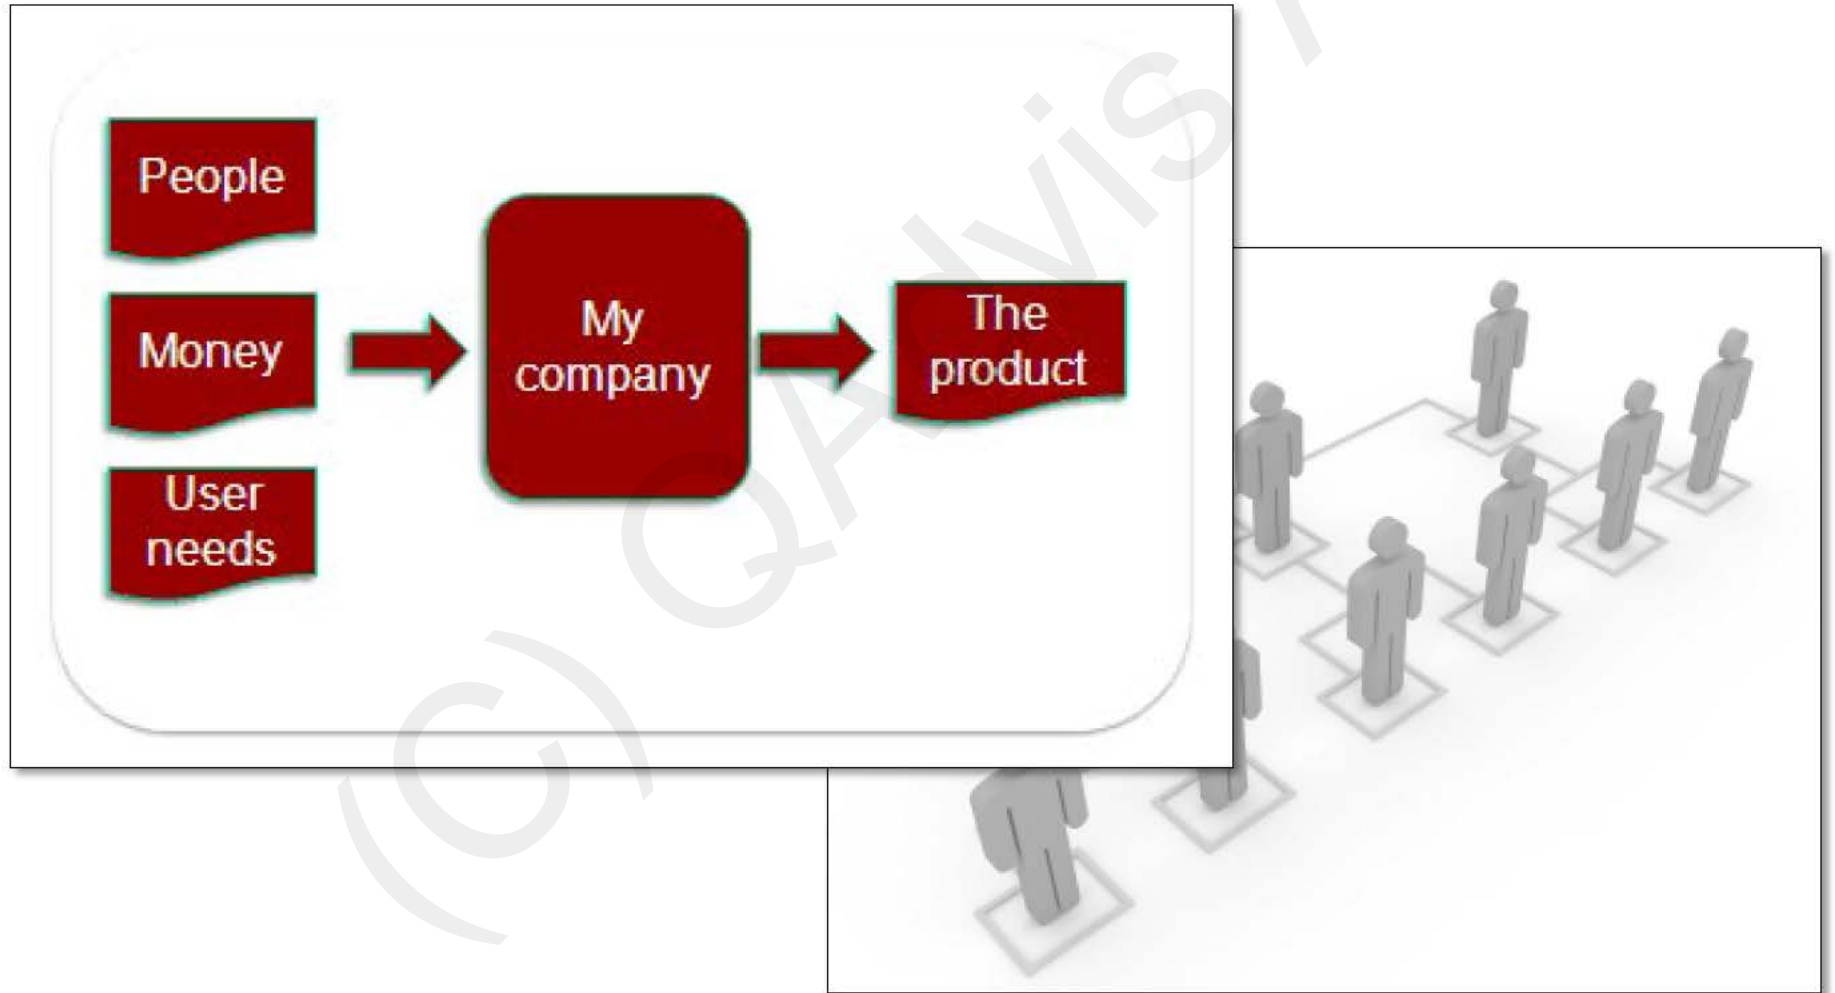 People
Money
User
needs
My
company
The
product
(C) QAdvis